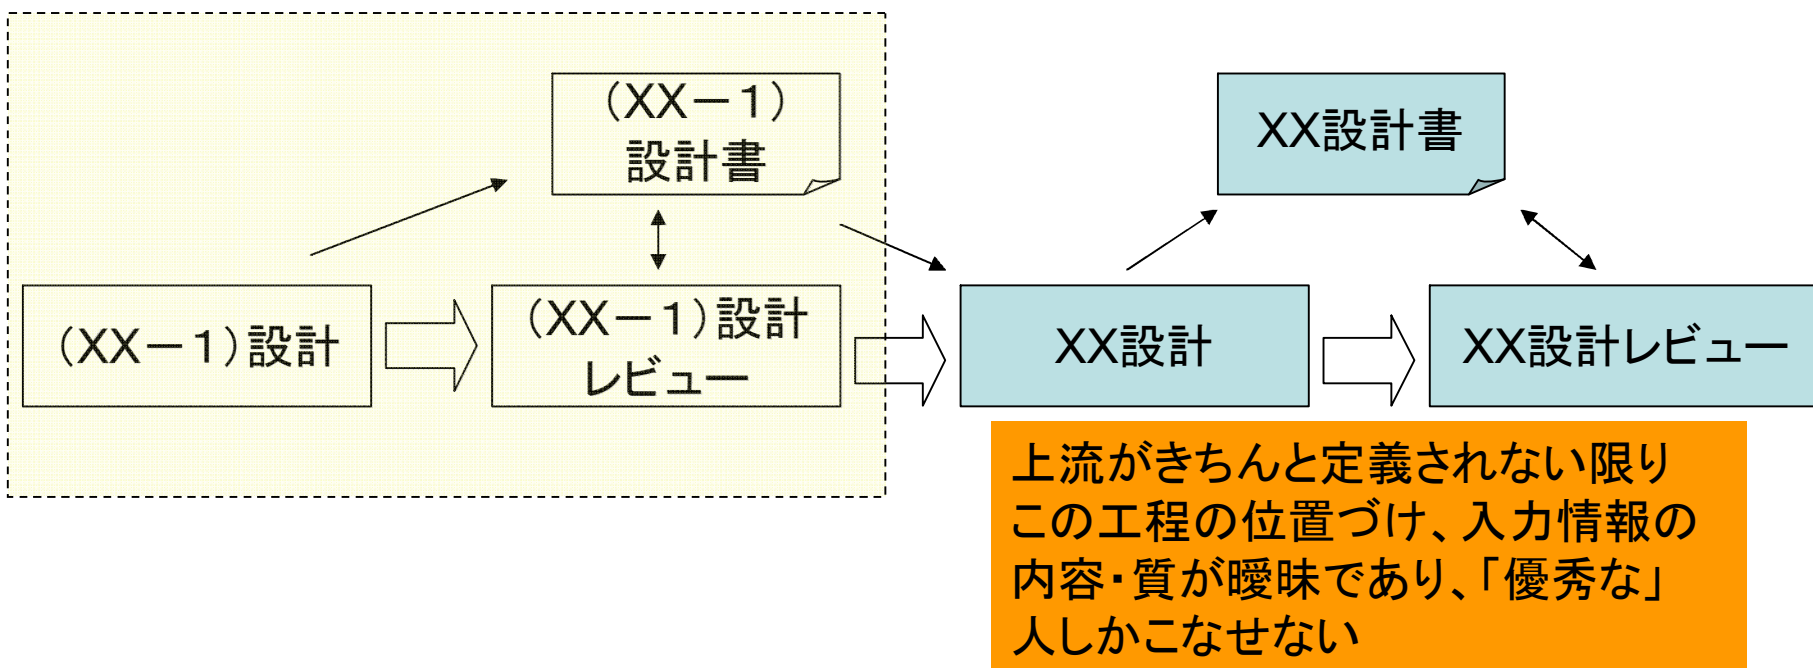 （XX－１）
設計書
XX設計書
（XX－１）設計
（XX－１）設計
レビュー
XX設計
XX設計レビュー
上流がきちんと定義されない限り
この工程の位置づけ、入力情報の
内容・質が曖昧であり、「優秀な」
人しかこなせない